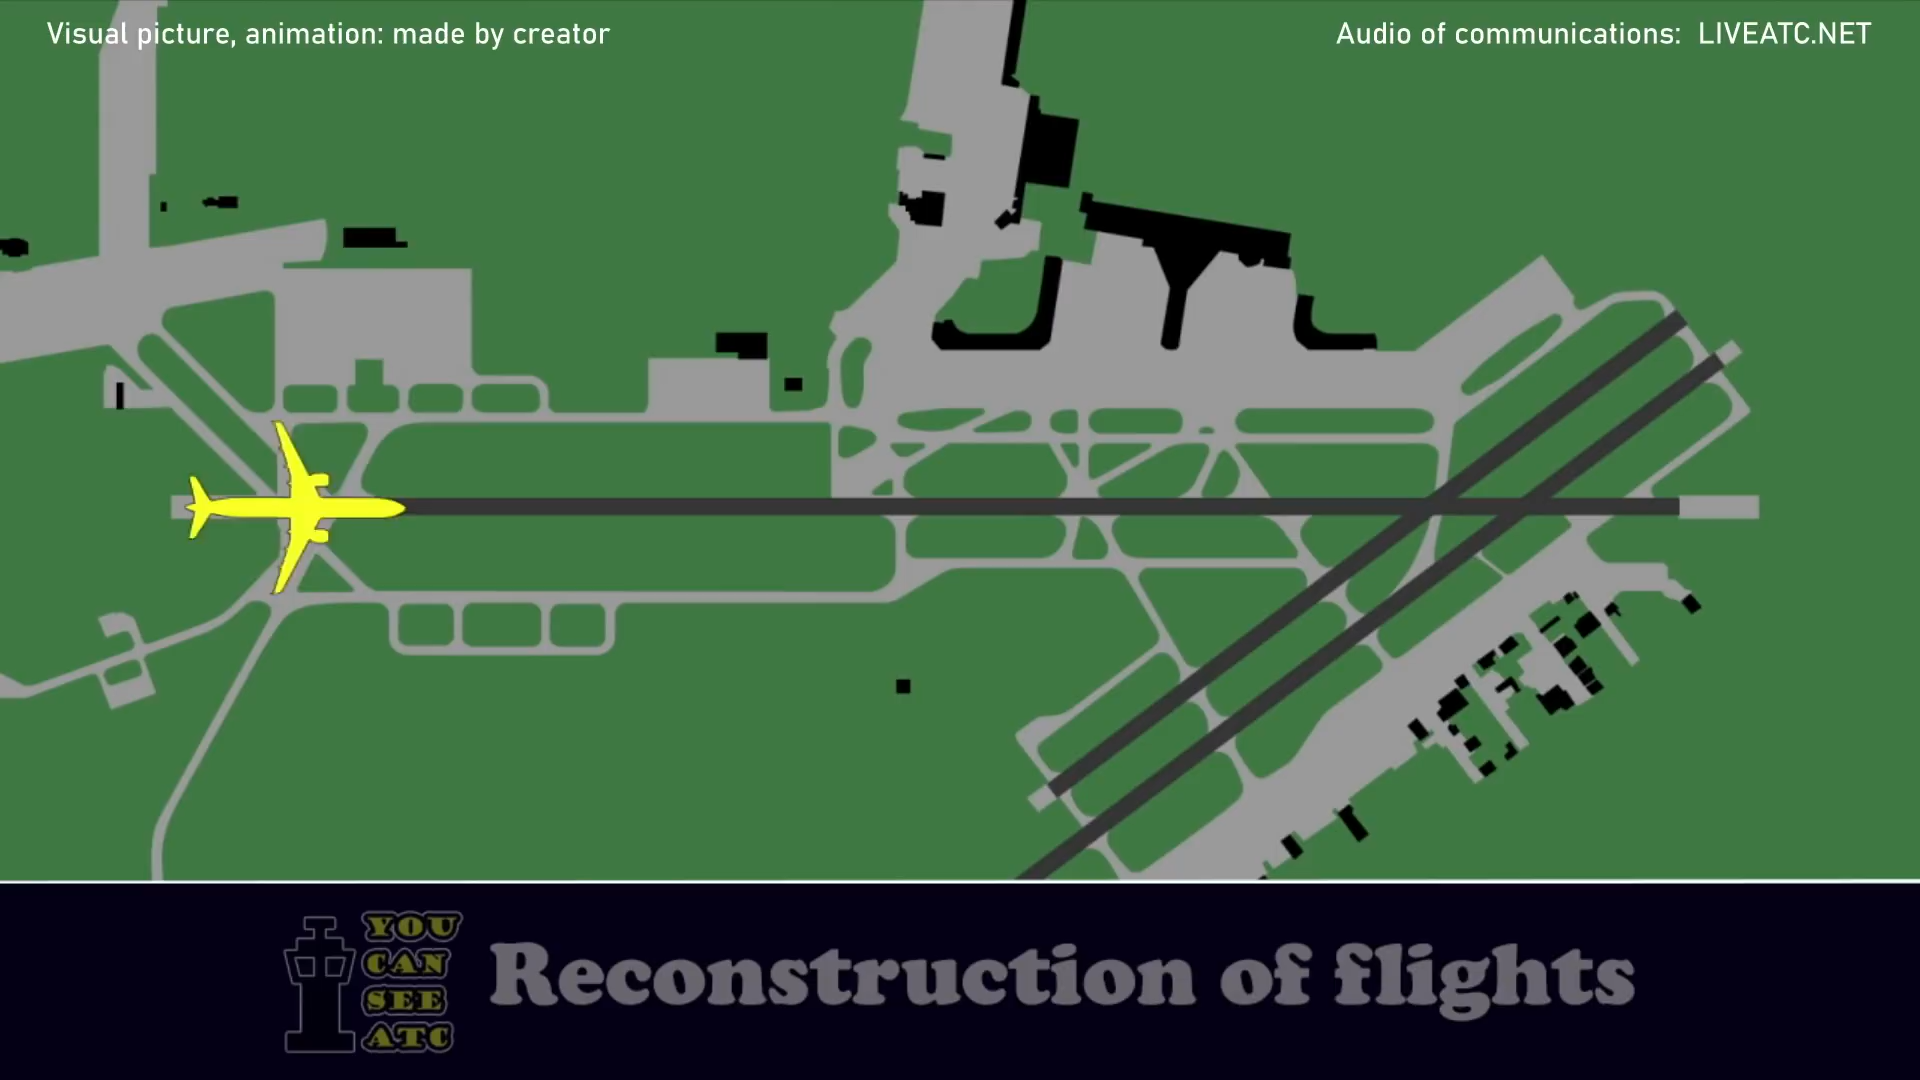 Visual picture, animation: made by creator
Audio of communications: LIVEATC.NET
YOU
CAN
SEE
ATC
Reconstruction of flights